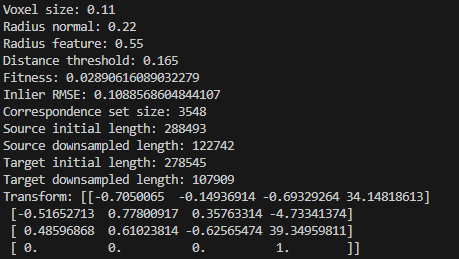 Voxel size: 0.11
Radius normal: 0.22
Radius feature: 0.55
Distance threshold: 0.165
Fitness: 0.02890616089032279
Inlier RMSE: 0.1088568604844107
Correspondence set size: 3548
Source initial length: 288493
Source downsampled length: 122742
Target initial length: 278545
Target downsampled length: 107909
Transform: [[-0.7050065  -0.14936914 -0.69329264 34.14818613]
 [-0.51652713  0.77800917  0.35763314 -4.73341374]
 [ 0.48596868  0.61023814 -0.62565474 39.34959811]
 [ 0.          0.          0.          1.        ]]